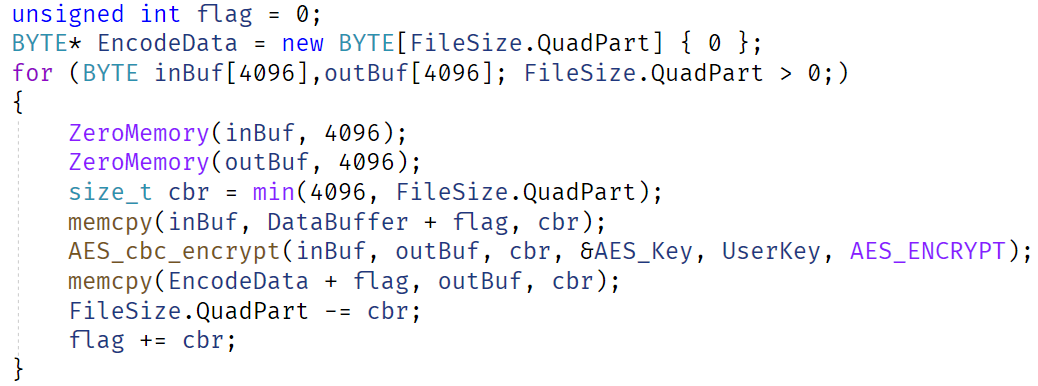 unsigned int flag = 0;
BYTE* EncodeData = new BYTE[FileSize.QuadPart] { 0 };
for (BYTE inBuf[4096],outBuf[4096]; FileSize.QuadPart > 0;)
{
    ZeroMemory(inBuf, 4096);
    ZeroMemory(outBuf, 4096);
    size_t cbr = min(4096, FileSize.QuadPart);
    memcpy(inBuf, DataBuffer + flag, cbr);
    AES_cbc_encrypt(inBuf, outBuf, cbr, &AES_Key, UserKey, AES_ENCRYPT);
    memcpy(EncodeData + flag, outBuf, cbr);
    FileSize.QuadPart -= cbr;
    flag += cbr;
}